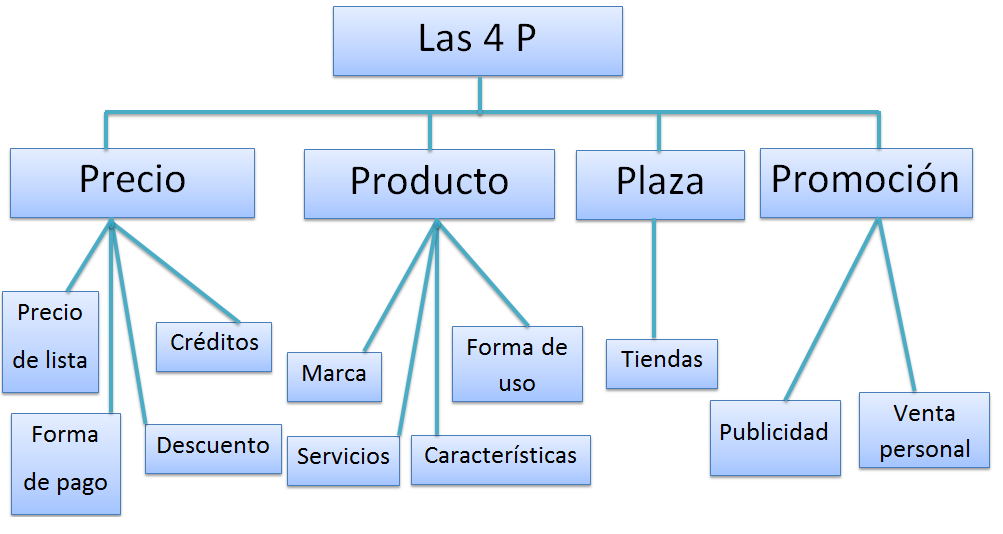 Las 4 P
Precio
Producto
Plaza
Promoción
Precio
de lista
Créditos
Forma
de pago
Descuento
Marca
Forma de
uso
Servicios
Características
Tiendas
Publicidad
Venta
personal